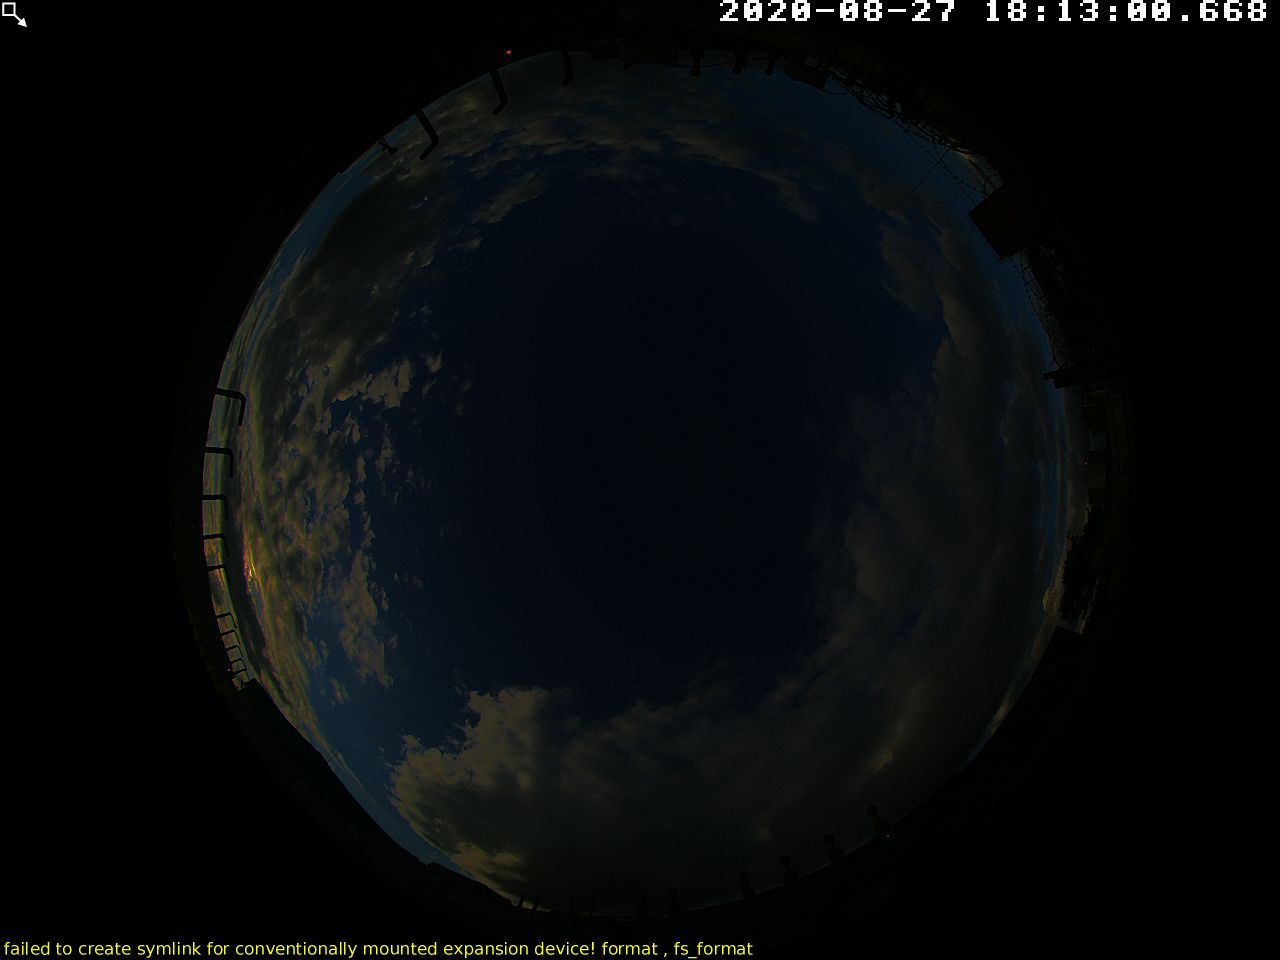 2020-08-27 18:13:00.668
failed to create symlink for conventionally mounted expansion device! format , fs_format